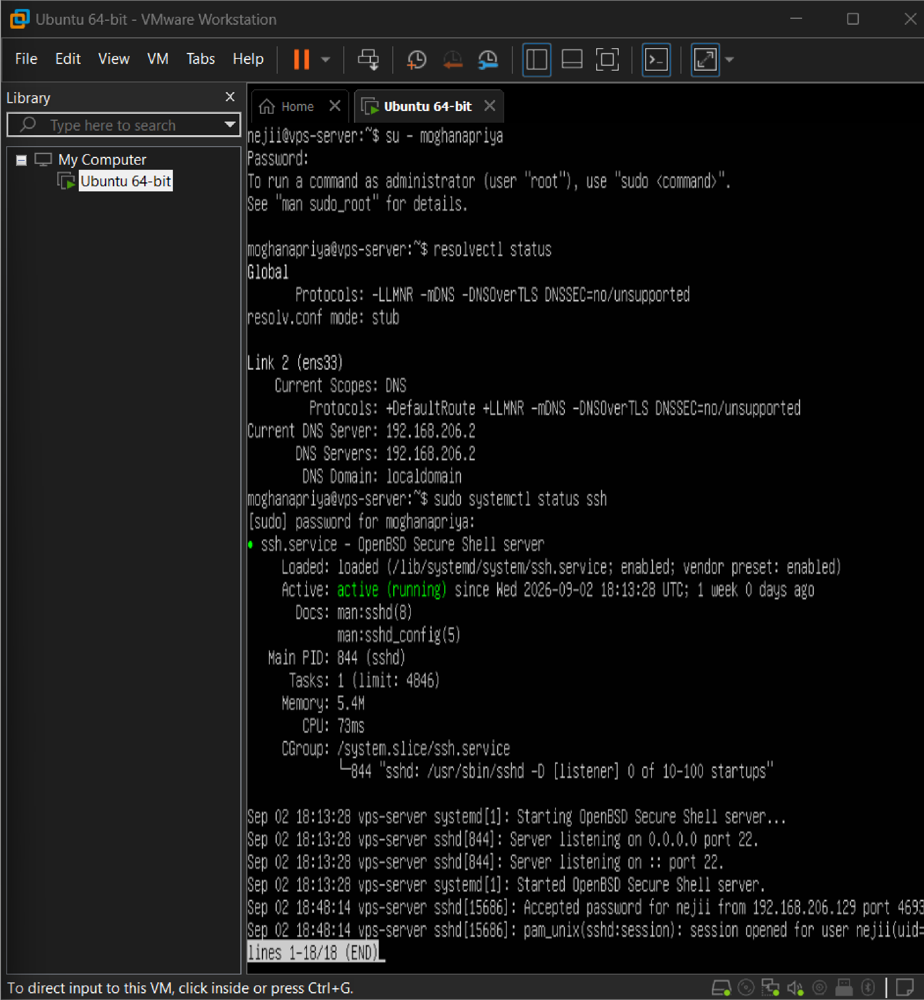 Ubuntu 64-bit - VMware Workstation
File Edit View VM Tabs Help
Library
Type here to search
My Computer
Ubuntu 64-bit
Home
Ubuntu 64-bit
nejii@vps-server:~$ su - moghanapriya
Password:
To run a command as administrator (user "root"), use "sudo <command>".
See "man sudo_root" for details.
moghanapriya@vps-server:~$ resolvectl status
Global
Protocols: -LLMNR -mDNS -DNSOverTLS DNSSEC=no/unsupported
resolv.conf mode: stub
Link 2 (ens33)
Current Scopes: DNS
Protocols: +DefaultRoute +LLMNR -mDNS -DNSOverTLS DNSSEC=no/unsupported
Current DNS Server: 192.168.206.2
DNS Servers: 192.168.206.2
DNS Domain: localdomain
moghanapriya@vps-server:~$ sudo systemctl status ssh
[sudo] password for moghanapriya:
● ssh.service - OpenBSD Secure Shell server
Loaded: loaded (/lib/systemd/system/ssh.service; enabled; vendor preset: enabled)
Active: active (running) since Wed 2026-09-02 18:13:28 UTC; 1 week 0 days ago
Docs: man:sshd(8)
man:sshd_config(5)
Main PID: 844 (sshd)
Tasks: 1 (limit: 4846)
Memory: 5.4M
CPU: 73ms
CGroup: /system.slice/ssh.service
└─844 "sshd: /usr/sbin/sshd -D [listener] 0 of 10-100 startups"
Sep 02 18:13:28 vps-server systemd[1]: Starting OpenBSD Secure Shell server...
Sep 02 18:13:28 vps-server sshd[844]: Server listening on 0.0.0.0 port 22.
Sep 02 18:13:28 vps-server sshd[844]: Server listening on :: port 22.
Sep 02 18:13:28 vps-server systemd[1]: Started OpenBSD Secure Shell server.
Sep 02 18:48:14 vps-server sshd[15686]: Accepted password for nejii from 192.168.206.129 port 4693
Sep 02 18:48:14 vps-server sshd[15686]: pam_unix(sshd:session): session opened for user nejii(uid=
lines 1-18/18 (END)
To direct input to this VM, click inside or press Ctrl+G.